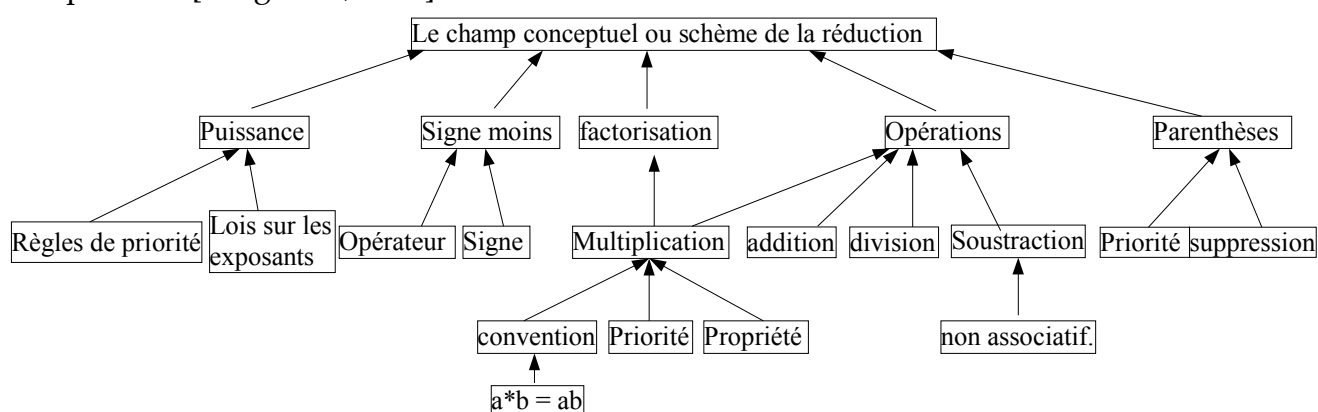 Le champ conceptuel ou schème de la réduction
Puissance
Signe moins
factorisation
Opérations
Parenthèses
Règles de priorité
Lois sur les
exposants
Opérateur
Signe
Multiplication
addition
division
Soustraction
Priorité
suppression
convention
Priorité
Propriété
non associatif.
a*b = ab